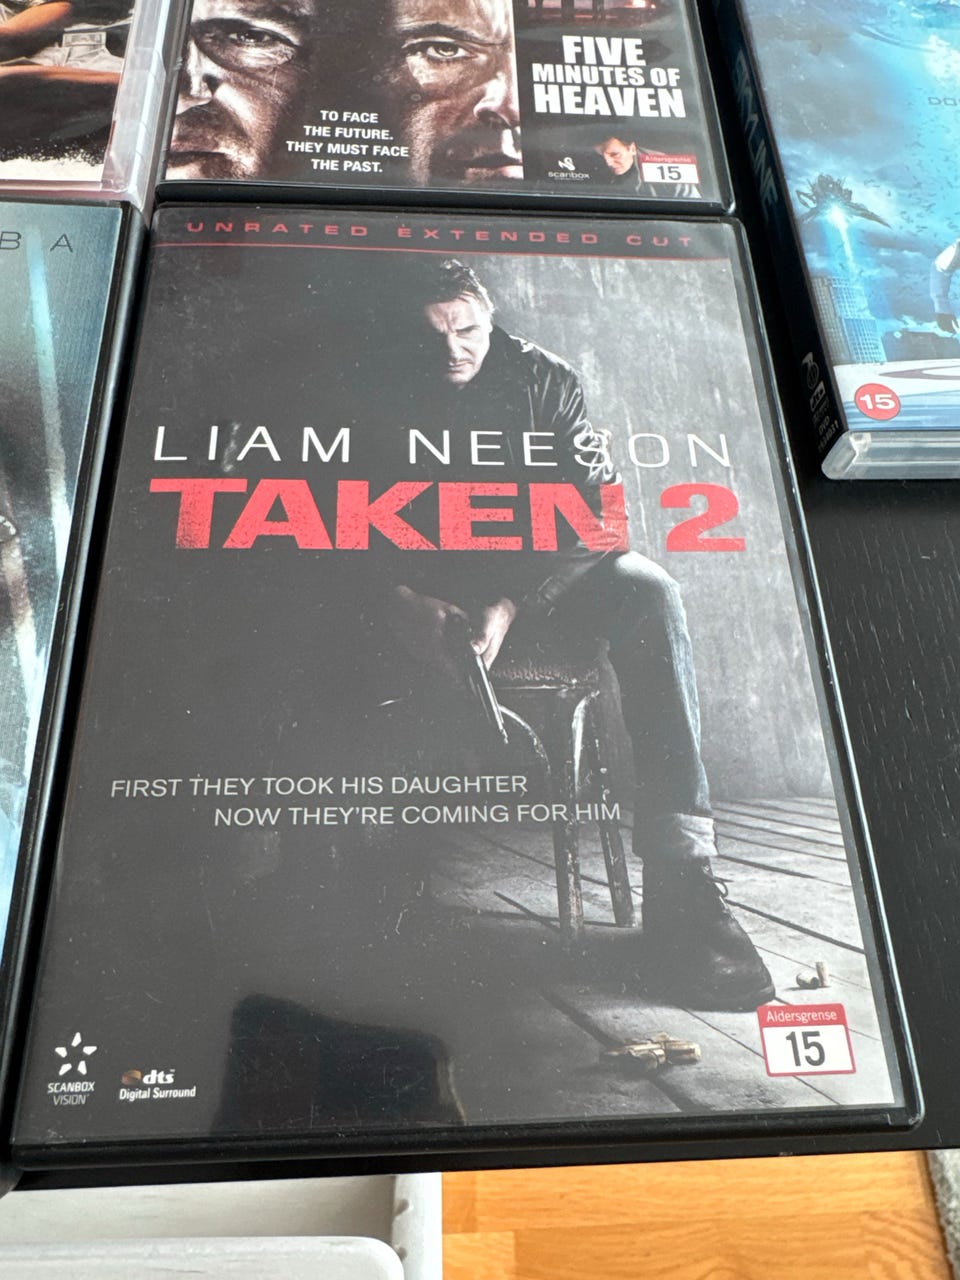 TO FACE
THE FUTURE.
THEY MUST FACE
THE PAST.
FIVE
MINUTES OF
HEAVEN
scanbox
Aldersgrense
15
B A
SKYLINE
15
UNRATED EXTENDED CUT
LIAM NEESON
TAKEN 2
FIRST THEY TOOK HIS DAUGHTER
NOW THEY'RE COMING FOR HIM
SCANBOX
VISION
dts
Digital Surround
Aldersgrense
15